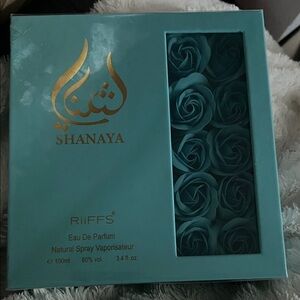 شنايا
SHANAYA
RiiFFS®
Eau De Parfum
Natural Spray Vaporisateur
e 100ml 80% vol. 3.4 fl.oz